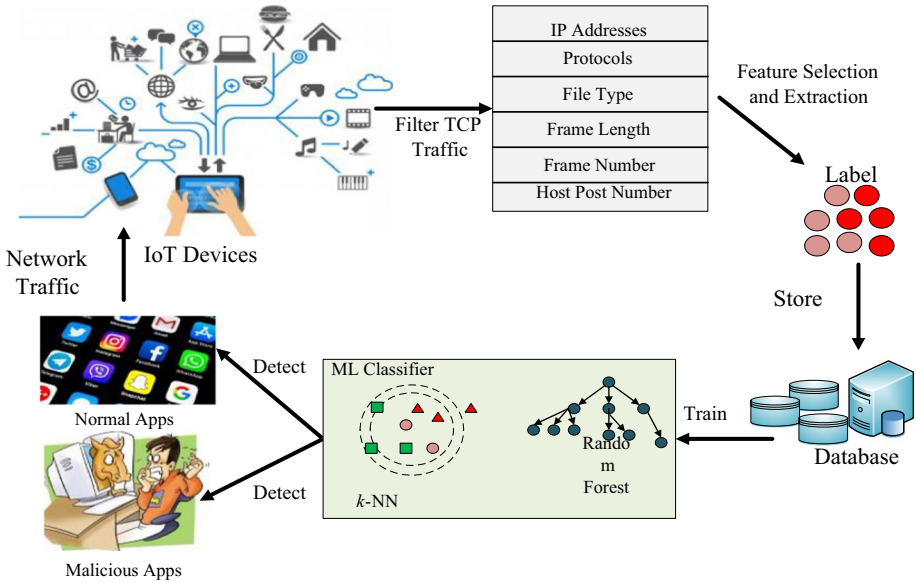 IP Addresses
Protocols
File Type
Frame Length
Frame Number
Host Post Number
Filter TCP
Traffic
Feature Selection
and Extraction
Label
Store
Database
Train
ML Classifier
k-NN
Rando
m
Forest
Detect
Detect
Network
Traffic
IoT Devices
Normal Apps
Malicious Apps